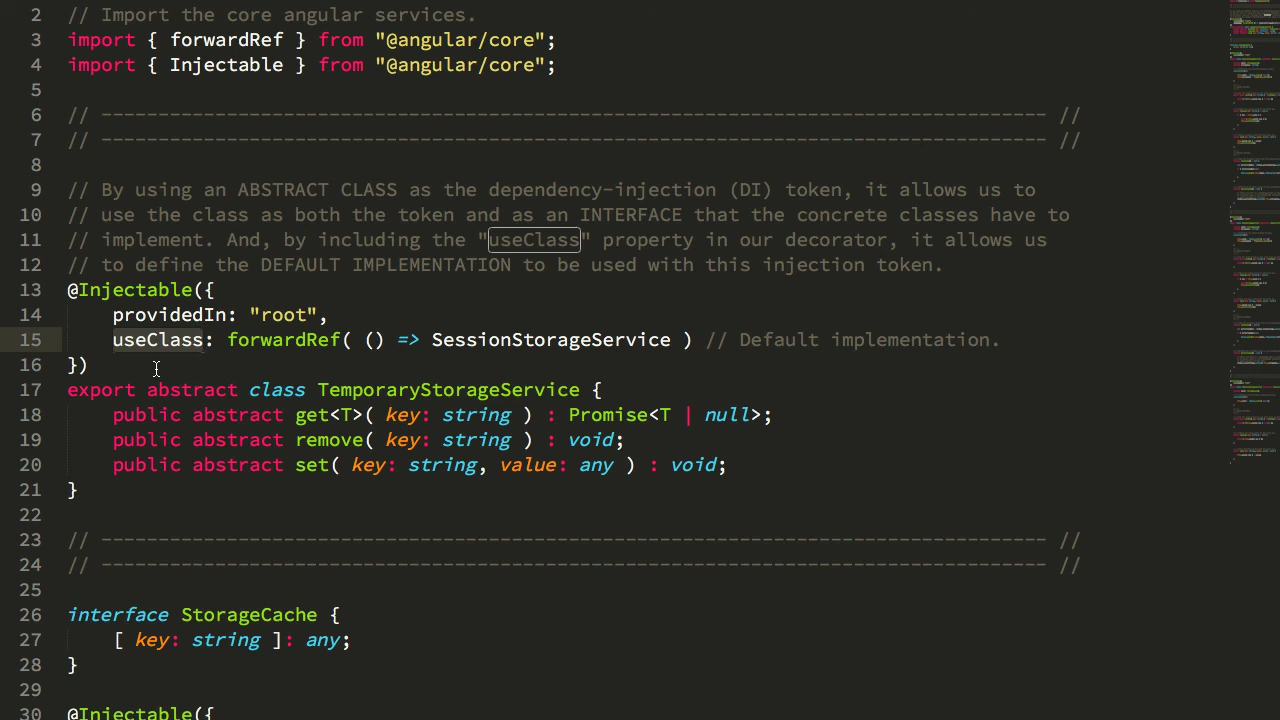 2 // Import the core angular services.
3 import { forwardRef } from "@angular/core";
4 import { Injectable } from "@angular/core";
5
6 // ----------------------------------------------------------------------------------- //
7 // ----------------------------------------------------------------------------------- //
8
9 // By using an ABSTRACT CLASS as the dependency-injection (DI) token, it allows us to
10 // use the class as both the token and as an INTERFACE that the concrete classes have to
11 // implement. And, by including the "useClass" property in our decorator, it allows us
12 // to define the DEFAULT IMPLEMENTATION to be used with this injection token.
13 @Injectable({
14     providedIn: "root",
15     useClass: forwardRef( () => SessionStorageService ) // Default implementation.
16 })
17 export abstract class TemporaryStorageService {
18     public abstract get<T>( key: string ) : Promise<T | null>;
19     public abstract remove( key: string ) : void;
20     public abstract set( key: string, value: any ) : void;
21 }
22
23 // ----------------------------------------------------------------------------------- //
24 // ----------------------------------------------------------------------------------- //
25
26 interface StorageCache {
27     [ key: string ]: any;
28 }
29
30 @Injectable({